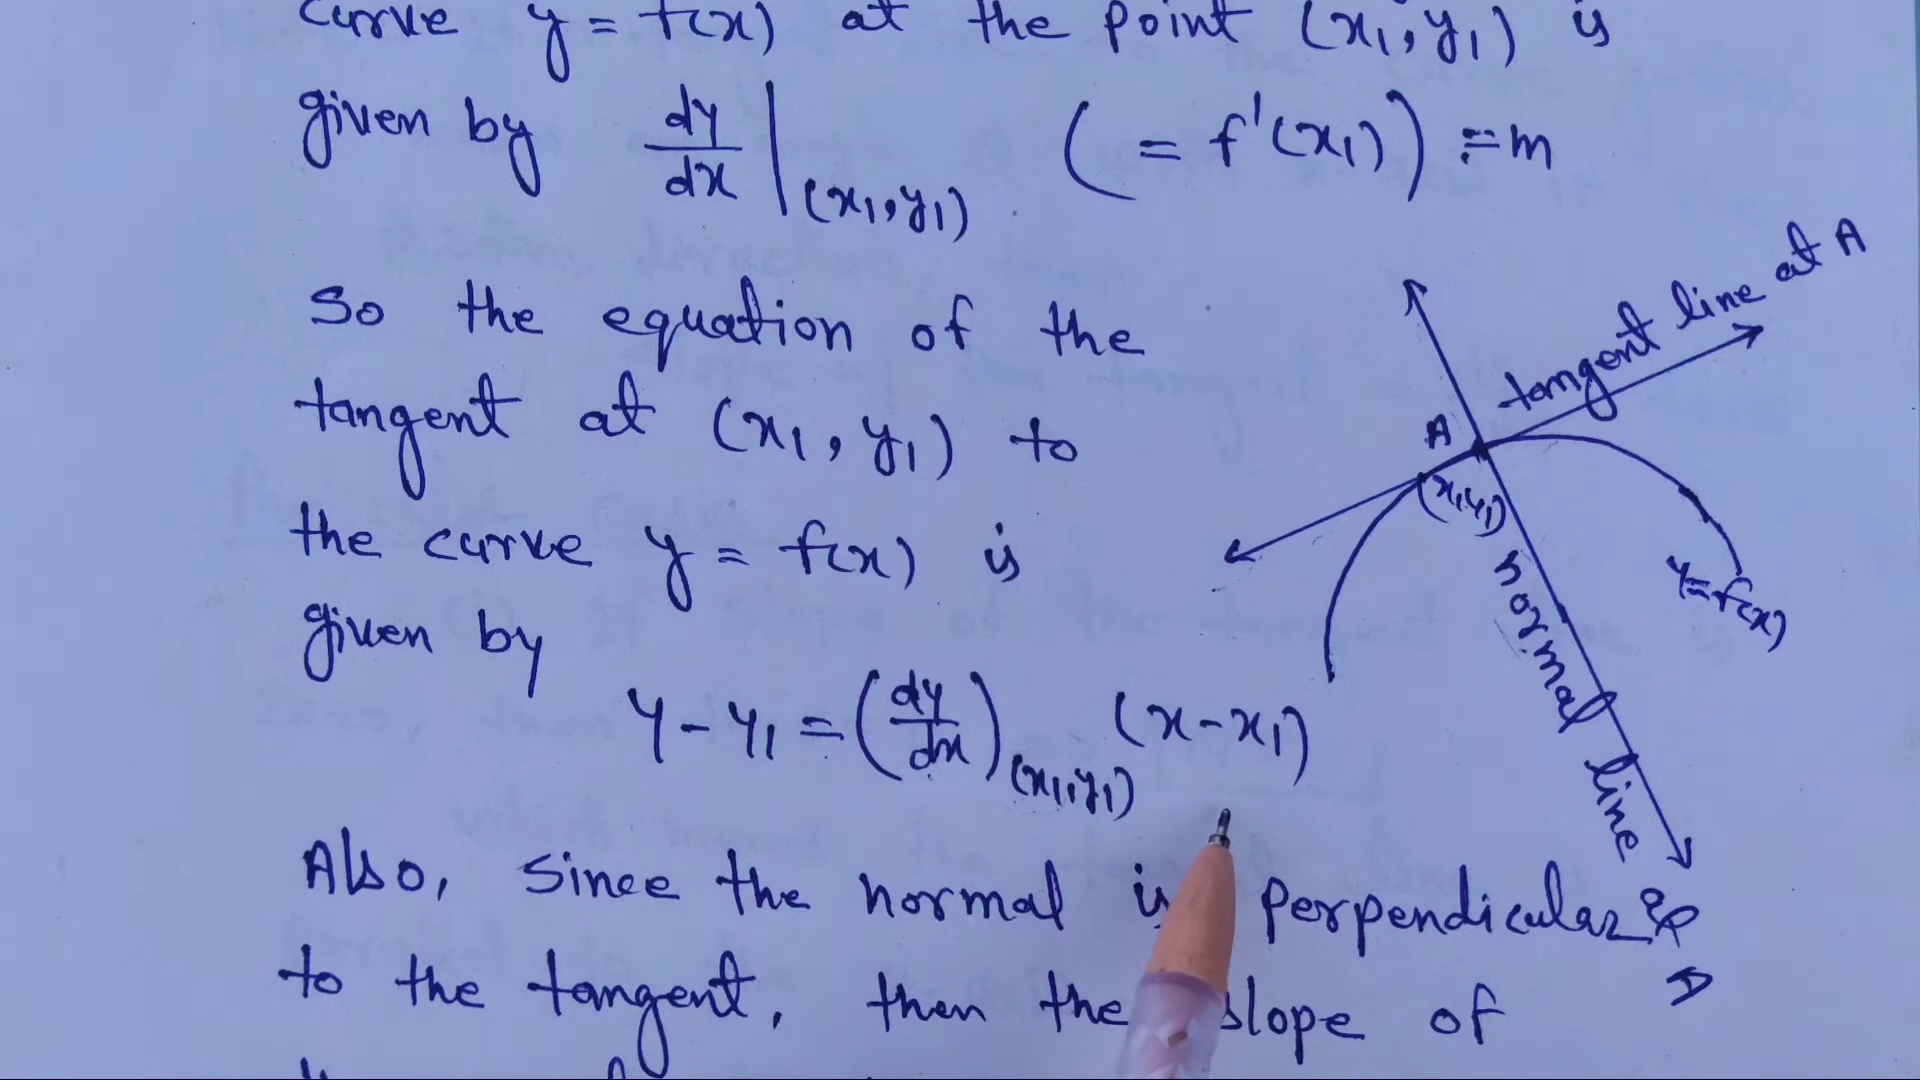 curve y = f(x) at the point (x₁, y₁) is
given by dy/dx |(x₁, y₁) ( = f'(x₁)) = m
So the equation of the
tangent at (x₁, y₁) to
the curve y = f(x) is
given by
y - y₁ = (dy/dx)(x₁, y₁) (x - x₁)
Also, since the normal is perpendicular
to the tangent, then the slope of
tangent line at A
A
(x₁, y₁)
y = f(x)
normal line at A